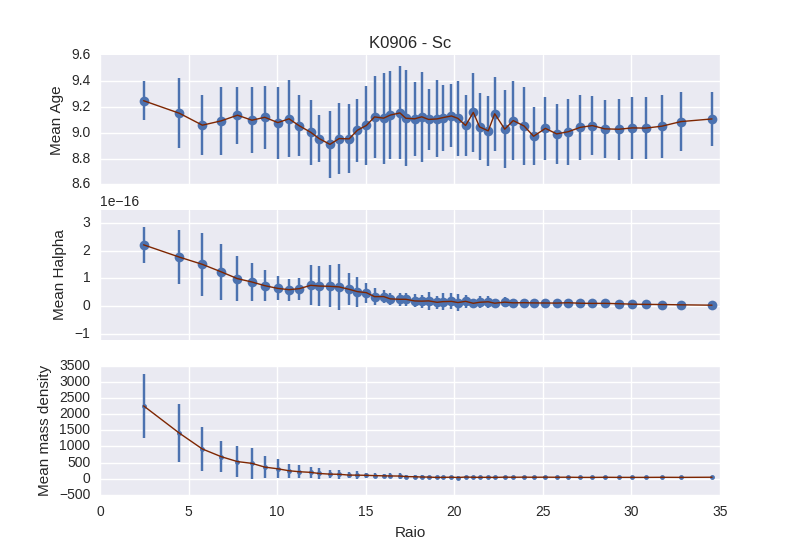 K0906 - Sc
9.6
9.4
9.2
9.0
8.8
8.6
Mean Age
1e−16
3
2
1
0
−1
Mean Halpha
3500
3000
2500
2000
1500
1000
500
0
−500
Mean mass density
0 5 10 15 20 25 30 35
Raio